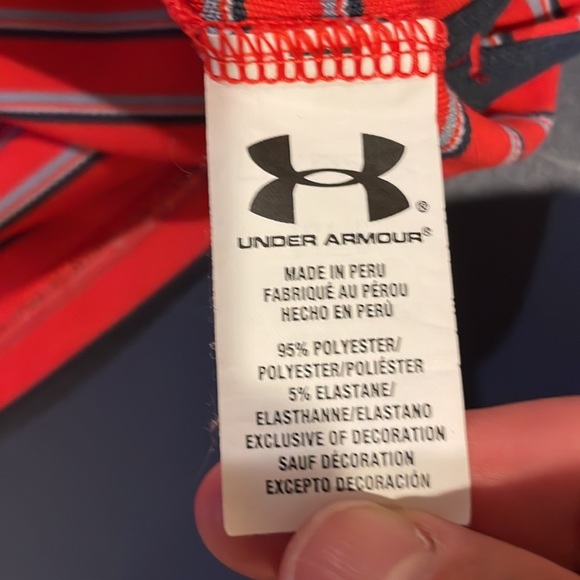 UNDER ARMOUR®
MADE IN PERU
FABRIQUÉ AU PÉROU
HECHO EN PERÚ
95% POLYESTER/
POLYESTER/POLIÉSTER
5% ELASTANE/
ELASTHANNE/ELASTANO
EXCLUSIVE OF DECORATION
SAUF DÉCORATION
EXCEPTO DECORACIÓN